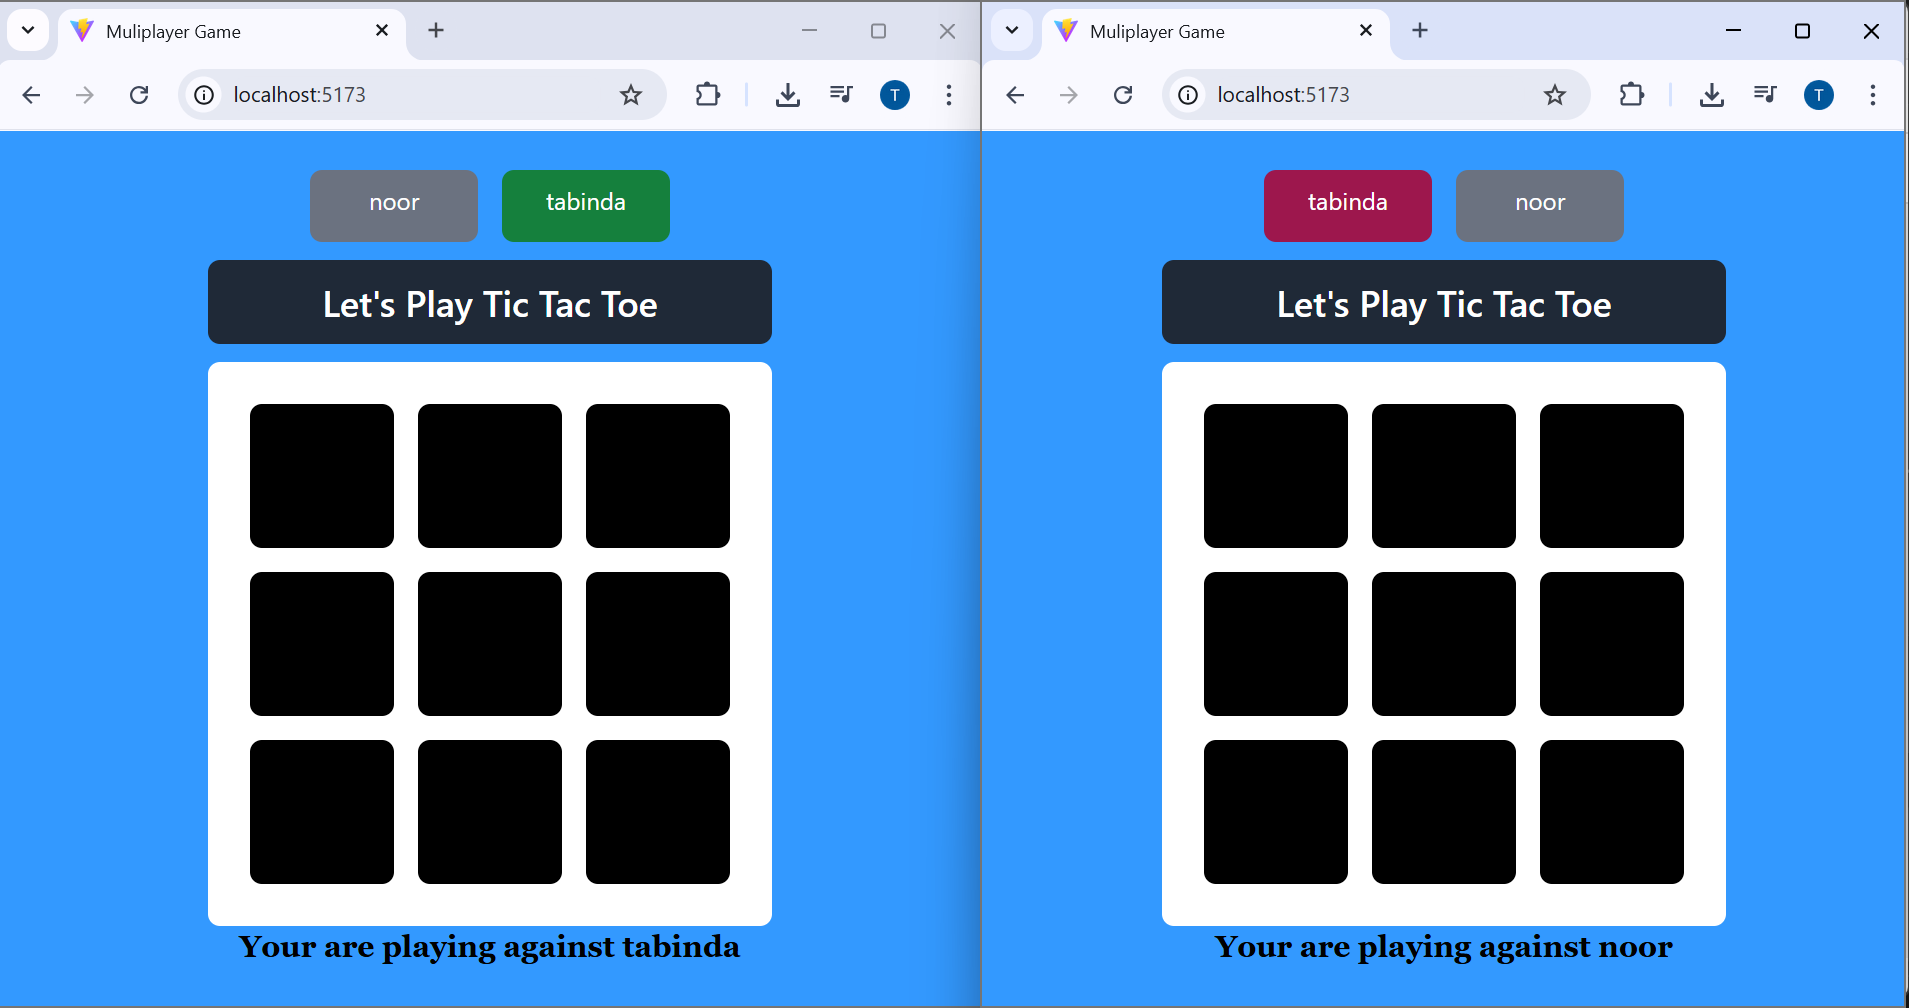 Muliplayer Game
localhost:5173
T
noor
tabinda
Let's Play Tic Tac Toe
Your are playing against tabinda
Muliplayer Game
localhost:5173
T
tabinda
noor
Let's Play Tic Tac Toe
Your are playing against noor